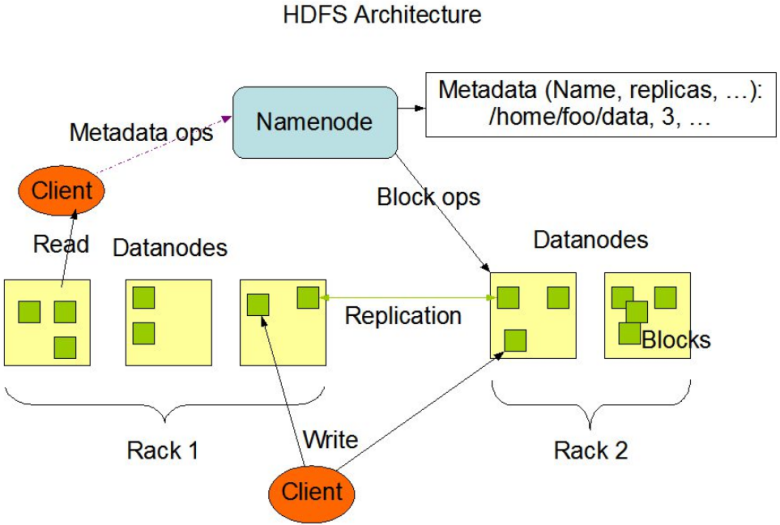 HDFS Architecture
Metadata (Name, replicas, …):
/home/foo/data, 3, …
Namenode
Metadata ops
Client
Block ops
Read
Datanodes
Datanodes
Replication
Blocks
Rack 1
Write
Rack 2
Client